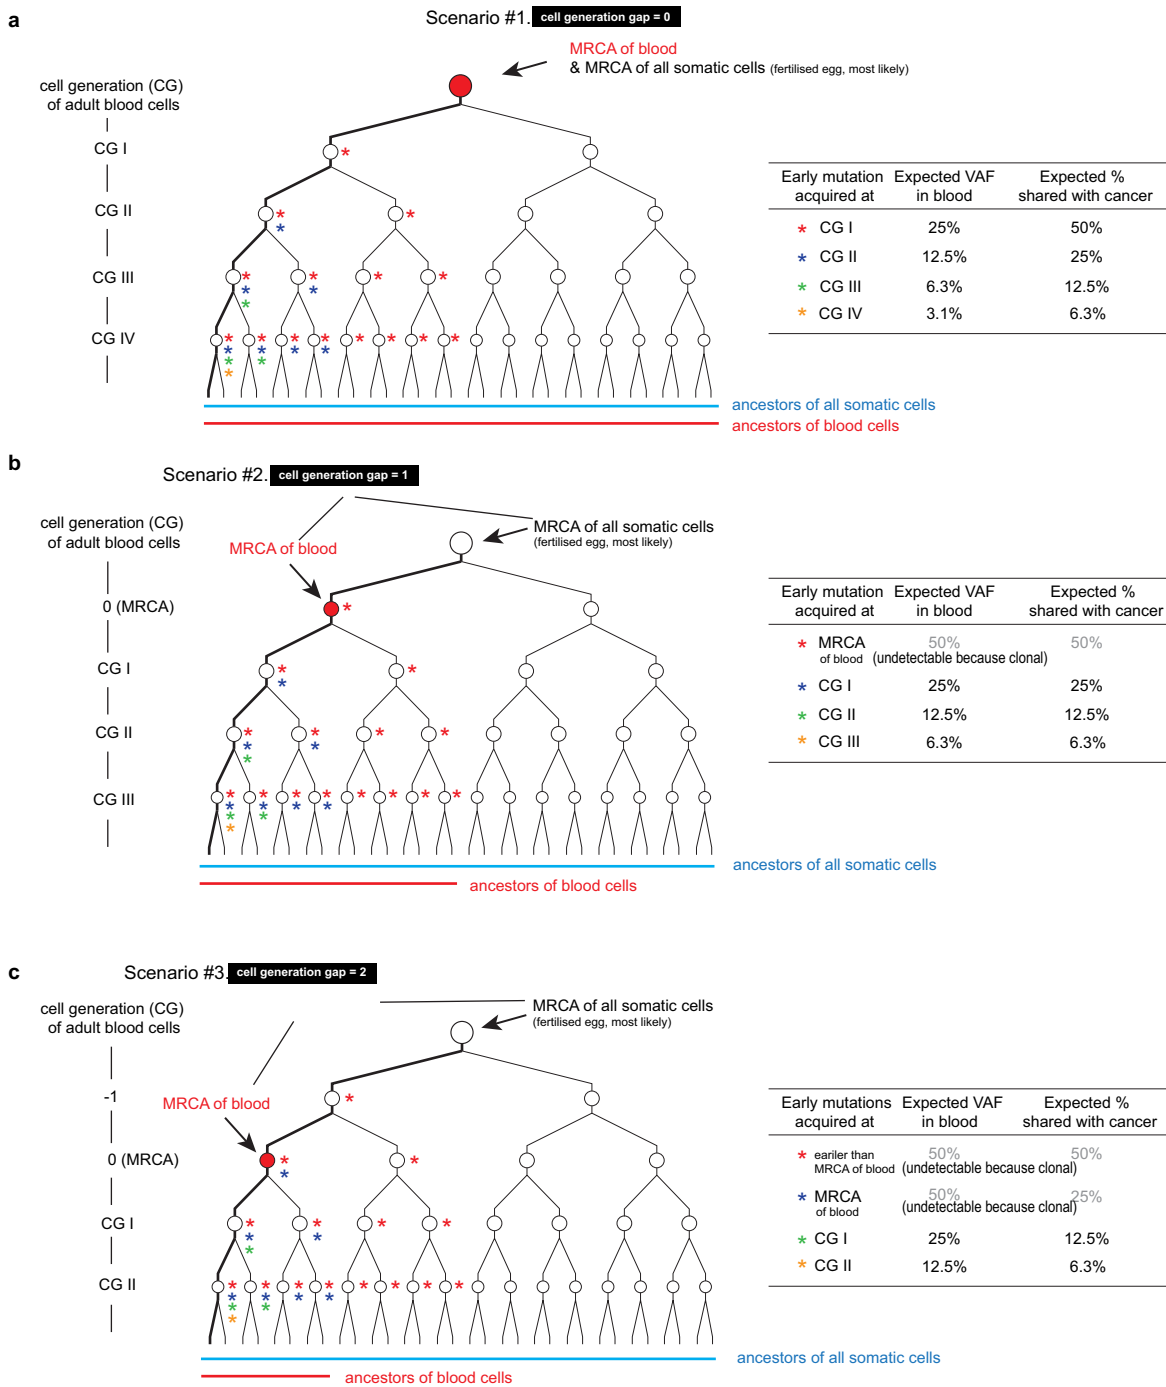 a
Scenario #1. cell generation gap = 0
MRCA of blood
& MRCA of all somatic cells (fertilised egg, most likely)
cell generation (CG)
of adult blood cells
CG I
CG II
CG III
CG IV
Early mutation Expected VAF Expected %
acquired at in blood shared with cancer
* CG I 25% 50%
* CG II 12.5% 25%
* CG III 6.3% 12.5%
* CG IV 3.1% 6.3%
ancestors of all somatic cells
ancestors of blood cells
b
Scenario #2. cell generation gap = 1
cell generation (CG)
of adult blood cells
MRCA of all somatic cells
(fertilised egg, most likely)
MRCA of blood
0 (MRCA)
CG I
CG II
CG III
Early mutation Expected VAF Expected %
acquired at in blood shared with cancer
* MRCA 50% 50%
of blood (undetectable because clonal)
* CG I 25% 25%
* CG II 12.5% 12.5%
* CG III 6.3% 6.3%
ancestors of all somatic cells
ancestors of blood cells
c
Scenario #3. cell generation gap = 2
cell generation (CG)
of adult blood cells
MRCA of all somatic cells
(fertilised egg, most likely)
-1
MRCA of blood
0 (MRCA)
CG I
CG II
Early mutations Expected VAF Expected %
acquired at in blood shared with cancer
* eariler than 50% 50%
MRCA of blood (undetectable because clonal)
* MRCA 50% 25%
of blood (undetectable because clonal)
* CG I 25% 12.5%
* CG II 12.5% 6.3%
ancestors of all somatic cells
ancestors of blood cells